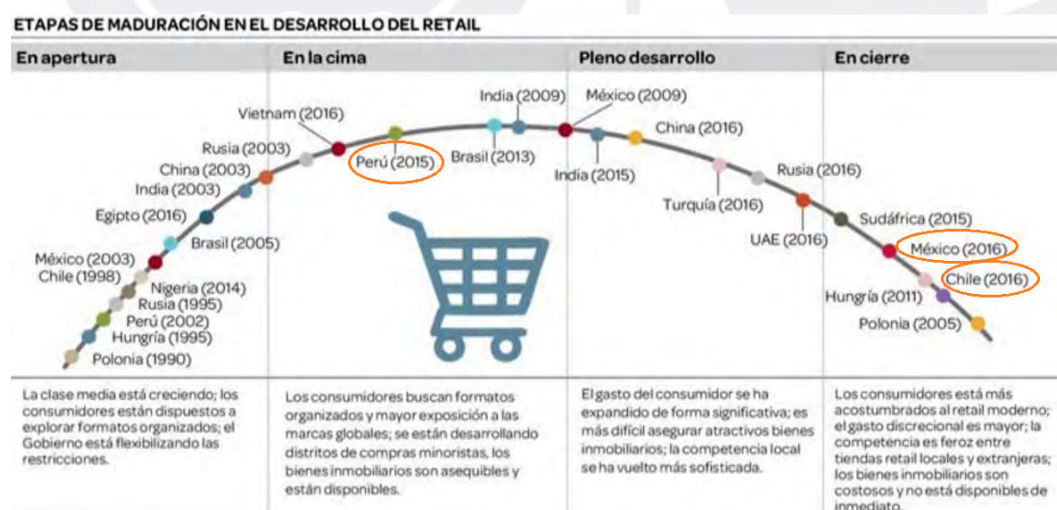 ETAPAS DE MADURACIÓN EN EL DESARROLLO DEL RETAIL
En apertura
En la cima
Pleno desarrollo
En cierre
India (2009)
México (2009)
Vietnam (2016)
China (2016)
Rusia (2003)
Perú (2015)
Brasil (2013)
China (2003)
India (2015)
Rusia (2016)
India (2003)
Turquía (2016)
Egipto (2016)
Sudáfrica (2015)
Brasil (2005)
UAE (2016)
México (2016)
México (2003)
Chile (1998)
Chile (2016)
Nigeria (2014)
Hungría (2011)
Rusia (1995)
Perú (2002)
Polonia (2005)
Hungría (1995)
Polonia (1990)
La clase media está creciendo; los
consumidores están dispuestos a
explorar formatos organizados; el
Gobierno está flexibilizando las
restricciones.
Los consumidores buscan formatos
organizados y mayor exposición a las
marcas globales; se están desarrollando
distritos de compras minoristas, los
bienes inmobiliarios son asequibles y
están disponibles.
El gasto del consumidor se ha
expandido de forma significativa; es
más difícil asegurar atractivos bienes
inmobiliarios; la competencia local
se ha vuelto más sofisticada.
Los consumidores está más
acostumbrados al retail moderno;
el gasto discrecional es mayor; la
competencia es feroz entre
tiendas retail locales y extranjeras;
los bienes inmobiliarios son
costosos y no está disponibles de
inmediato.